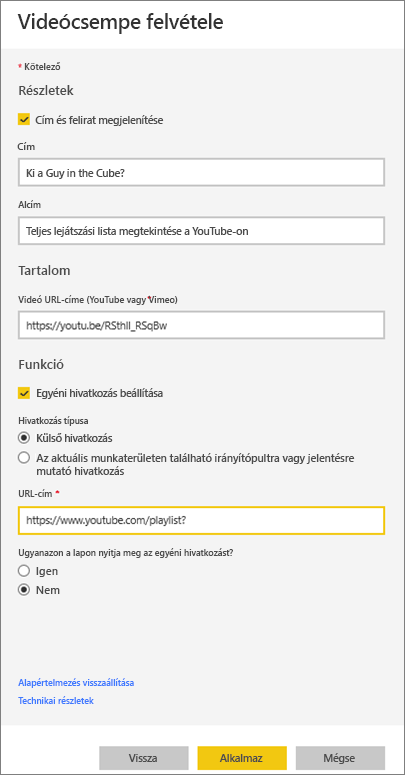 Videócsempe felvétele
* Kötelező
Részletek
Cím és felirat megjelenítése
Cím
Ki a Guy in the Cube?
Alcím
Teljes lejátszási lista megtekintése a YouTube-on
Tartalom
Videó URL-címe (YouTube vagy *Vimeo)
https://youtu.be/RSthlI_RSqBw
Funkció
Egyéni hivatkozás beállítása
Hivatkozás típusa
Külső hivatkozás
Az aktuális munkaterületen található irányítópultra vagy jelentésre
mutató hivatkozás
URL-cím *
https://www.youtube.com/playlist?
Ugyanazon a lapon nyitja meg az egyéni hivatkozást?
Igen
Nem
Alapértelmezés visszaállítása
Technikai részletek
Vissza Alkalmaz Mégse